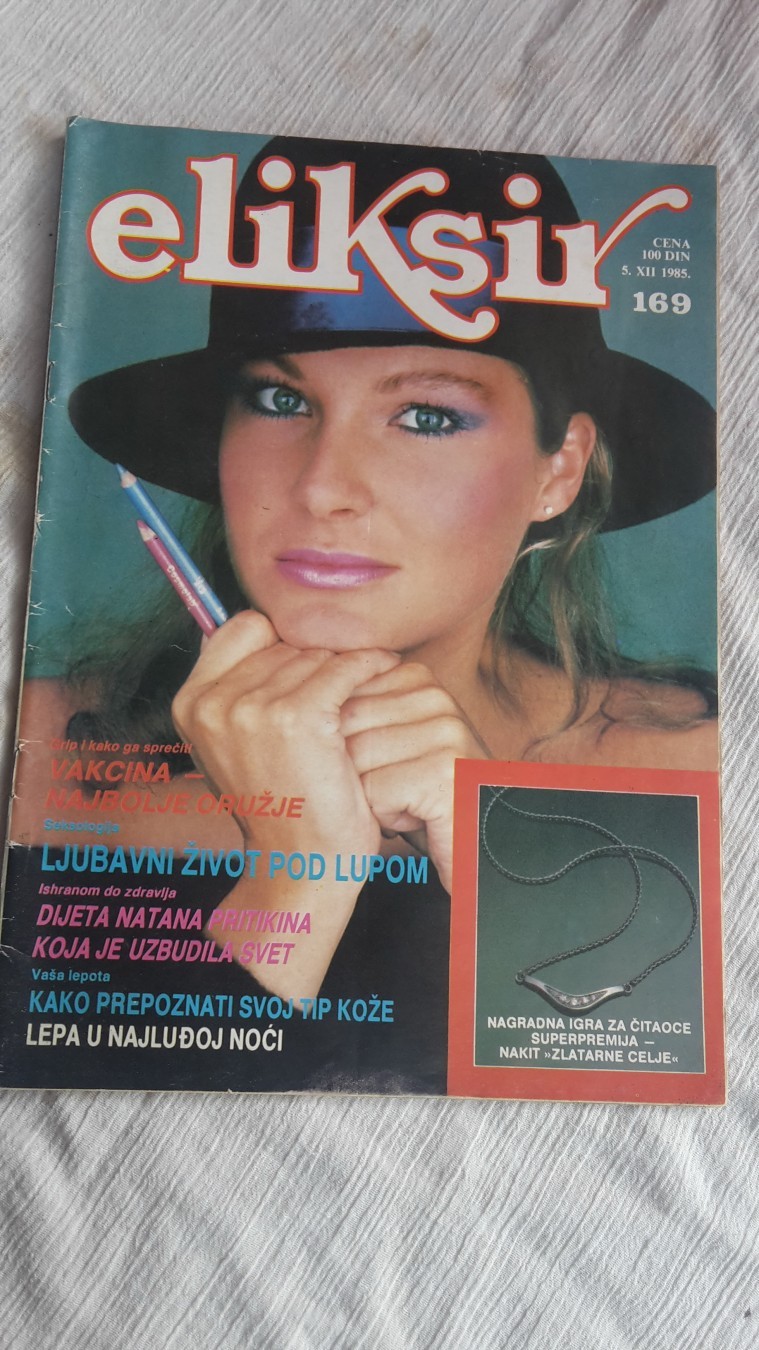 eliksir
CENA
100 DIN
5. XII 1985.
169
Grip i kako ga sprečiti
VAKCINA —
NAJBOLJE ORUŽJE
Seksologija
LJUBAVNI ŽIVOT POD LUPOM
Ishranom do zdravlja
DIJETA NATANA PRITIKINA
KOJA JE UZBUDILA SVET
Vaša lepota
KAKO PREPOZNATI SVOJ TIP KOŽE
LEPA U NAJLUĐOJ NOĆI
NAGRADNA IGRA ZA ČITAOCE
SUPERPREMIJA —
NAKIT »ZLATARNE CELJE«